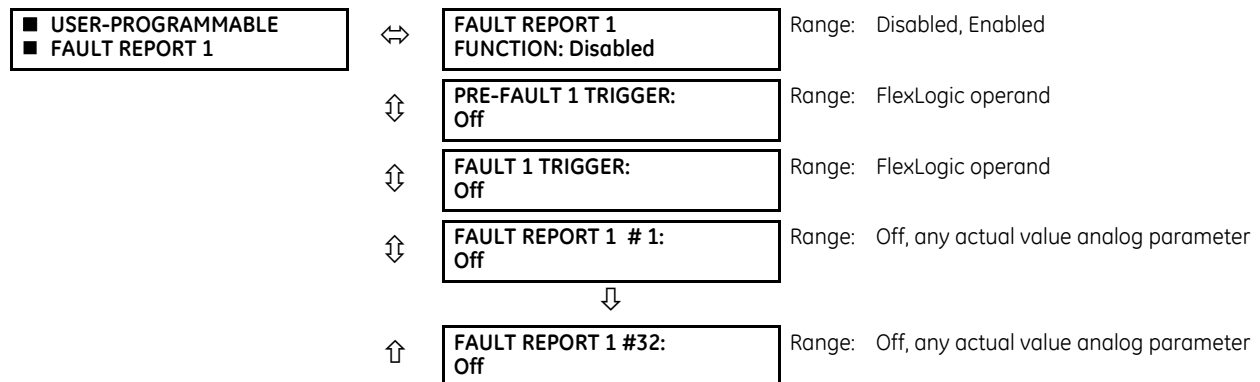 ■ USER-PROGRAMMABLE
■ FAULT REPORT 1
FAULT REPORT 1
FUNCTION: Disabled
Range: Disabled, Enabled
PRE-FAULT 1 TRIGGER:
Off
Range: FlexLogic operand
FAULT 1 TRIGGER:
Off
Range: FlexLogic operand
FAULT REPORT 1 # 1:
Off
Range: Off, any actual value analog parameter
FAULT REPORT 1 #32:
Off
Range: Off, any actual value analog parameter